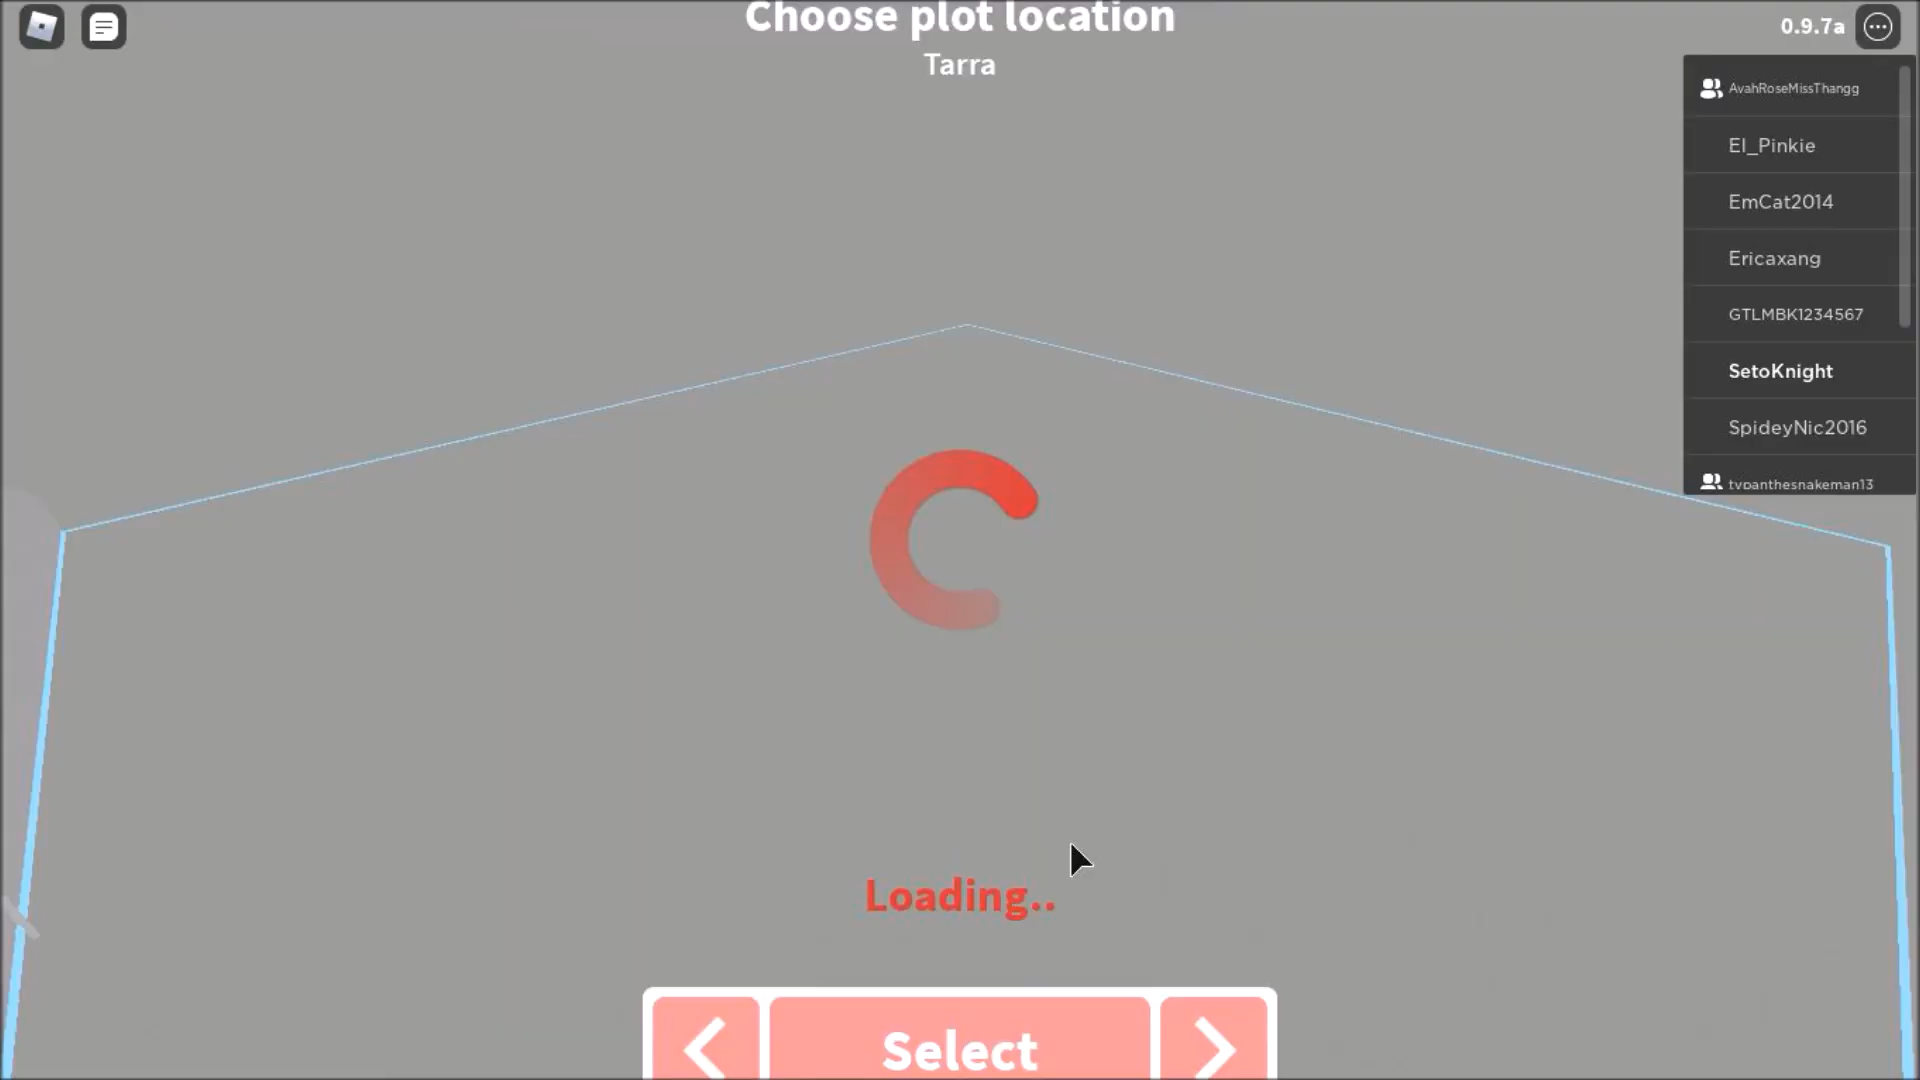 Choose plot location
Tarra
0.9.7a
AvahRoseMissThangg
El_Pinkie
EmCat2014
Ericaxang
GTLMBK1234567
SetoKnight
SpideyNic2016
typanthesnakeman13
Loading..
Select